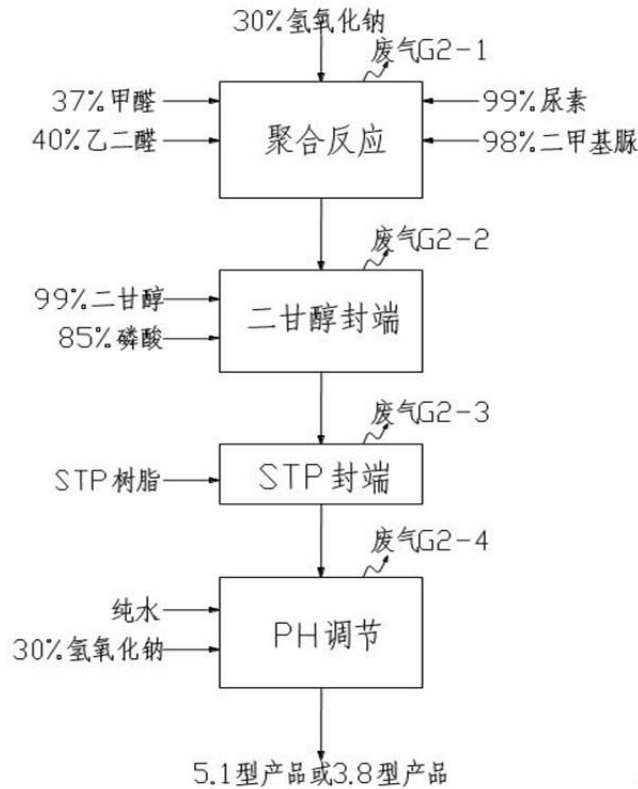 30%氢氧化钠
废气G2-1
37%甲醛
99%尿素
40%乙二醛
聚合反应
98%二甲基脲
废气G2-2
99%二甘醇
二甘醇封端
85%磷酸
废气G2-3
STP树脂
STP封端
废气G2-4
纯水
PH调节
30%氢氧化钠
5.1型产品或3.8型产品